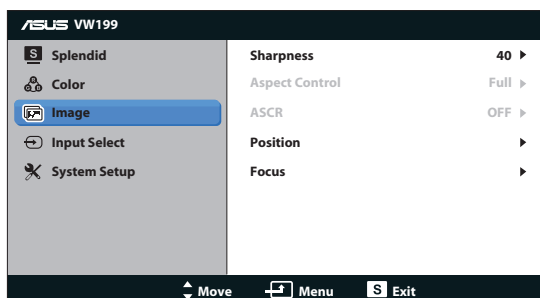 ASUS VW199
S Splendid
Color
Image
Input Select
System Setup
Sharpness 40
Aspect Control Full
ASCR OFF
Position
Focus
Move Menu S Exit